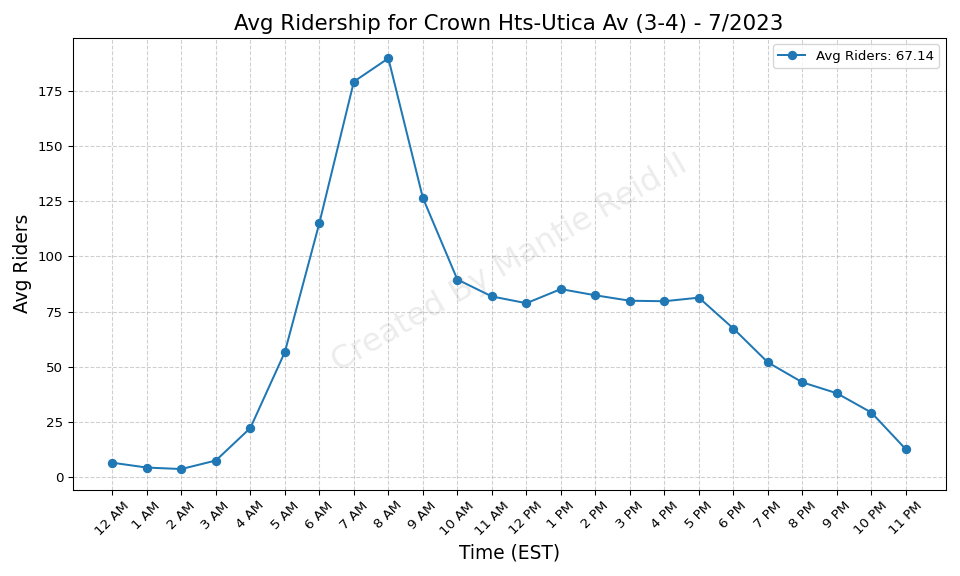 Avg Ridership for Crown Hts-Utica Av (3-4) - 7/2023
Avg Riders: 67.14
Avg Riders
175
150
125
100
75
50
25
0
Created By Mantie Reid II
12 AM
1 AM
2 AM
3 AM
4 AM
5 AM
6 AM
7 AM
8 AM
9 AM
10 AM
11 AM
12 PM
1 PM
2 PM
3 PM
4 PM
5 PM
6 PM
7 PM
8 PM
9 PM
10 PM
11 PM
Time (EST)